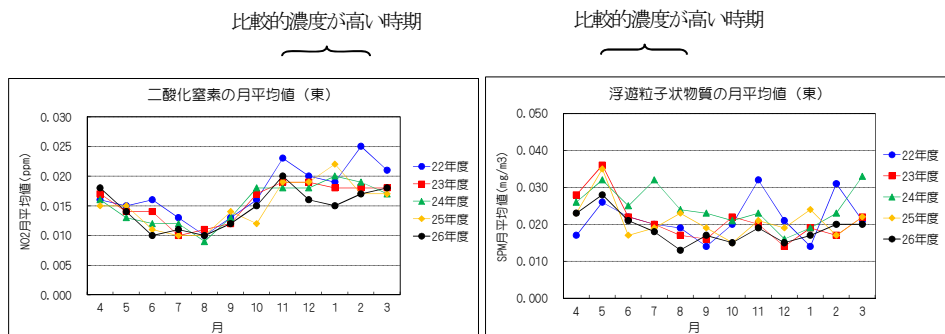 比較的濃度が高い時期
比較的濃度が高い時期
二酸化窒素の月平均値（東）
NO2月平均値(ppm)
0.030
0.025
0.020
0.015
0.010
0.005
0.000
4 5 6 7 8 9 10 11 12 1 2 3
月
22年度
23年度
24年度
25年度
26年度
浮遊粒子状物質の月平均値（東）
SPM月平均値(mg/m3)
0.050
0.040
0.030
0.020
0.010
0.000
4 5 6 7 8 9 10 11 12 1 2 3
月
22年度
23年度
24年度
25年度
26年度